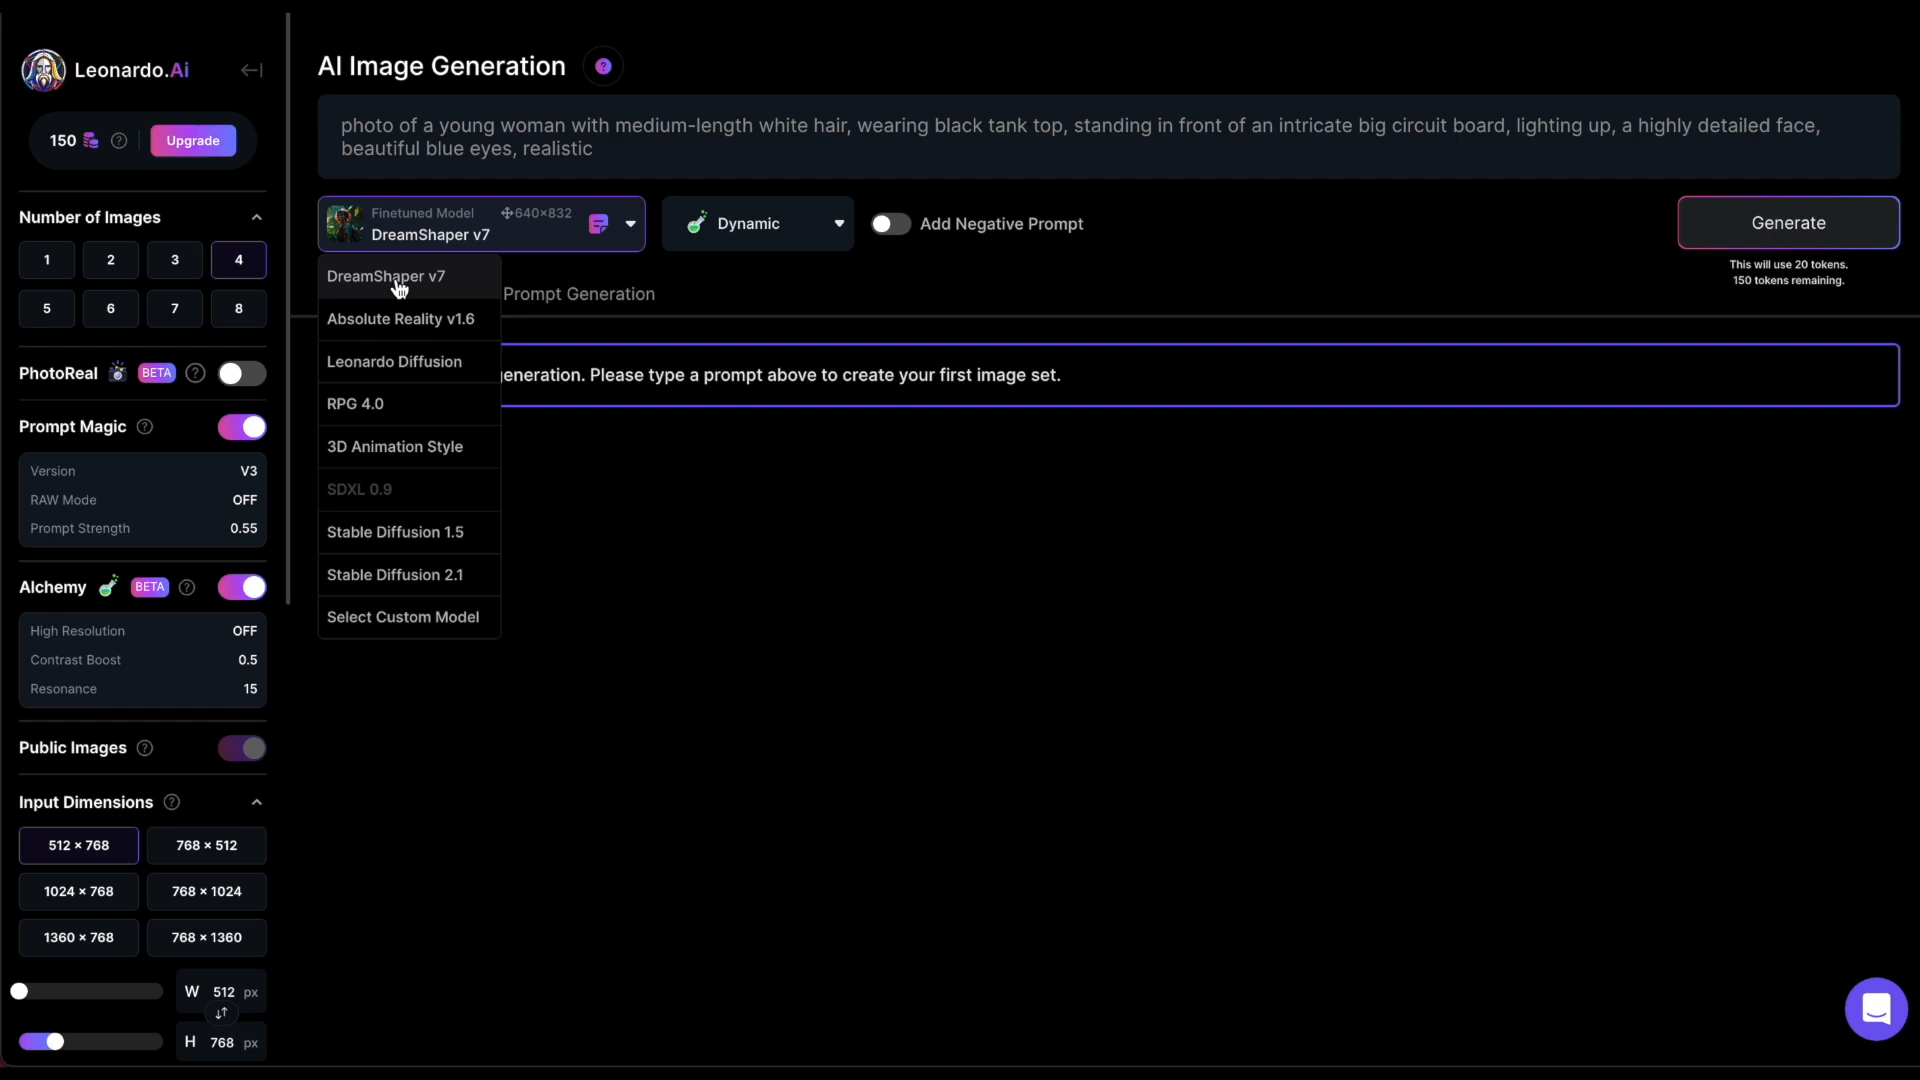 Leonardo.Ai
150
Upgrade
Number of Images
1
2
3
4
5
6
7
8
PhotoReal BETA
Prompt Magic
Version V3
RAW Mode OFF
Prompt Strength 0.55
Alchemy BETA
High Resolution OFF
Contrast Boost 0.5
Resonance 15
Public Images
Input Dimensions
512 × 768
768 × 512
1024 × 768
768 × 1024
1360 × 768
768 × 1360
W 512 px
H 768 px
AI Image Generation ?
photo of a young woman with medium-length white hair, wearing black tank top, standing in front of an intricate big circuit board, lighting up, a highly detailed face,
beautiful blue eyes, realistic
Finetuned Model 640×832
DreamShaper v7
Dynamic
Add Negative Prompt
Generate
This will use 20 tokens.
150 tokens remaining.
DreamShaper v7
Absolute Reality v1.6
Leonardo Diffusion
RPG 4.0
3D Animation Style
SDXL 0.9
Stable Diffusion 1.5
Stable Diffusion 2.1
Select Custom Model
Prompt Generation
eneration. Please type a prompt above to create your first image set.